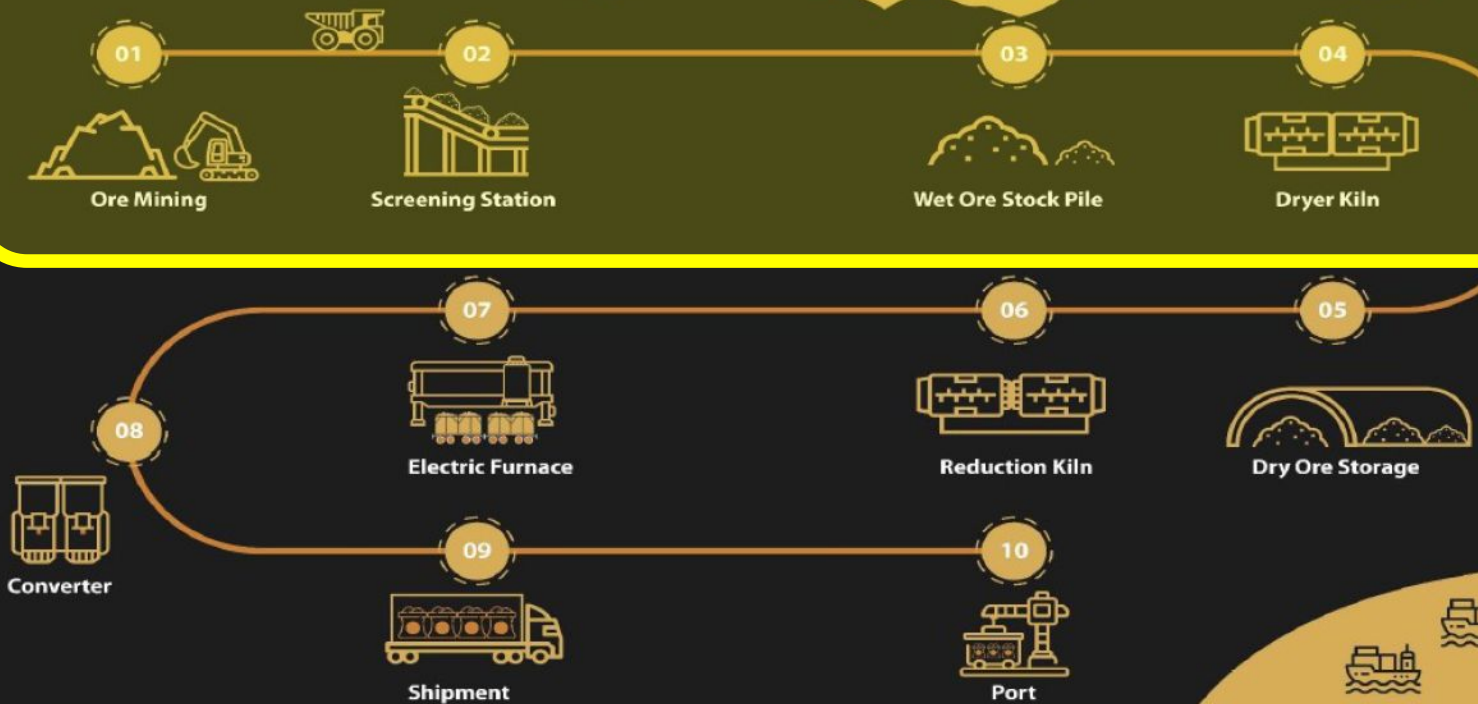 01
02
03
04
Ore Mining
Screening Station
Wet Ore Stock Pile
Dryer Kiln
07
06
05
Electric Furnace
Reduction Kiln
Dry Ore Storage
08
Converter
09
10
Shipment
Port